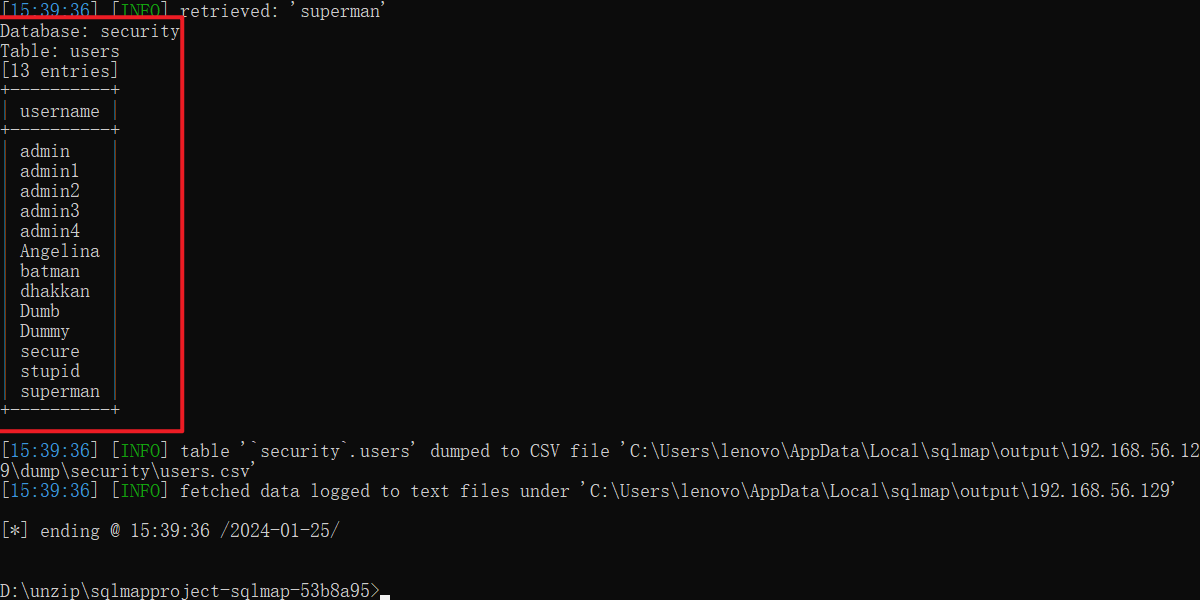 [15:39:36] [INFO] retrieved: 'superman'
Database: security
Table: users
[13 entries]
+----------+
| username |
+----------+
| admin    |
| admin1   |
| admin2   |
| admin3   |
| admin4   |
| Angelina |
| batman   |
| dhakkan  |
| Dumb     |
| Dummy    |
| secure   |
| stupid   |
| superman |
+----------+
[15:39:36] [INFO] table '`security`.users' dumped to CSV file 'C:\Users\lenovo\AppData\Local\sqlmap\output\192.168.56.12
9\dump\security\users.csv'
[15:39:36] [INFO] fetched data logged to text files under 'C:\Users\lenovo\AppData\Local\sqlmap\output\192.168.56.129'
[*] ending @ 15:39:36 /2024-01-25/
D:\unzip\sqlmapproject-sqlmap-53b8a95>